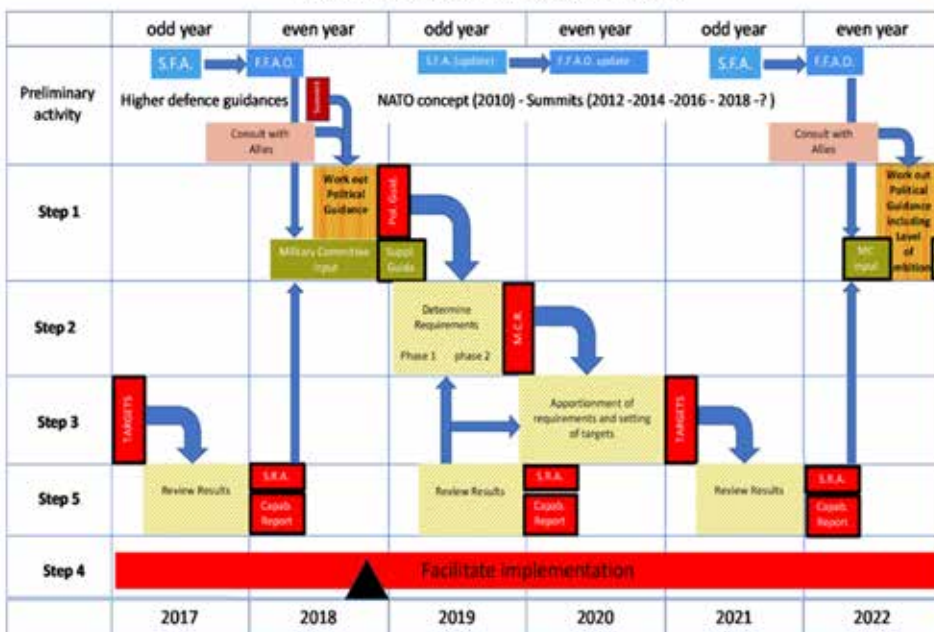 odd year even year odd year even year odd year even year
Preliminary
activity
S.F.A. F.F.A.O. S.F.A. (update) F.F.A.O. update S.F.A. F.F.A.O.
Summit
Higher defence guidances NATO concept (2010) - Summits (2012 -2014 -2016 - 2018 -? )
Consult with
Allies
Consult with
Allies
Step 1
Work out
Political
Guidance
Pol. Guid.
Military Committee
input
Suppl.
Guide
Work out
Political
Guidance
including
Level
of
mbition
MC
input
Step 2
Determine
Requirements
Phase 1 phase 2
M.C.R.
Step 3
TARGETS
Apportionment of
requirements and setting
of targets
TARGETS
Step 5
Review Results
S.R.A.
Capab.
Report
Review Results
S.R.A.
Capab.
Report
Review Results
S.R.A.
Capab.
Report
Step 4
Facilitate implementation
2017 2018 2019 2020 2021 2022